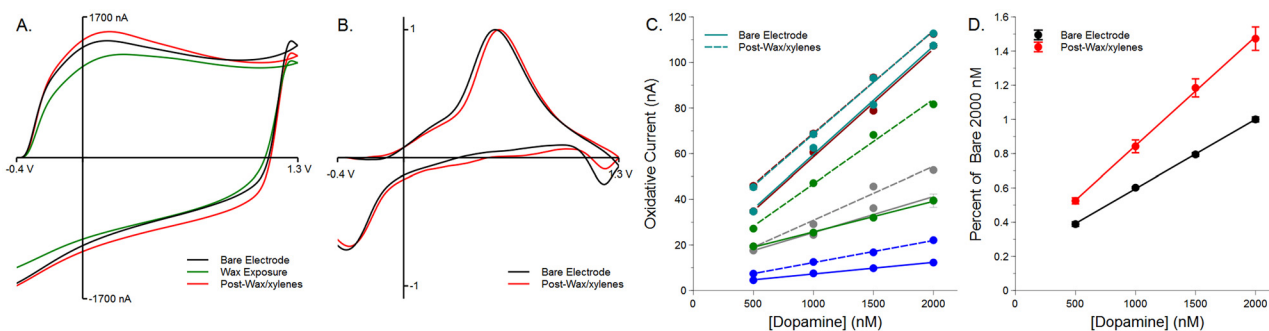 A.
1700 nA
-0.4 V
1.3 V
-1700 nA
Bare Electrode
Wax Exposure
Post-Wax/xylenes
B.
1
-0.4 V
1.3 V
-1
Bare Electrode
Post-Wax/xylenes
C.
Oxidative Current (nA)
120
100
80
60
40
20
0
500
1000
1500
2000
[Dopamine] (nM)
Bare Electrode
Post-Wax/xylenes
D.
Percent of Bare 2000 nM
1.6
1.4
1.2
1
0.8
0.6
0.4
0.2
0
500
1000
1500
2000
[Dopamine] (nM)
Bare Electrode
Post-Wax/xylenes